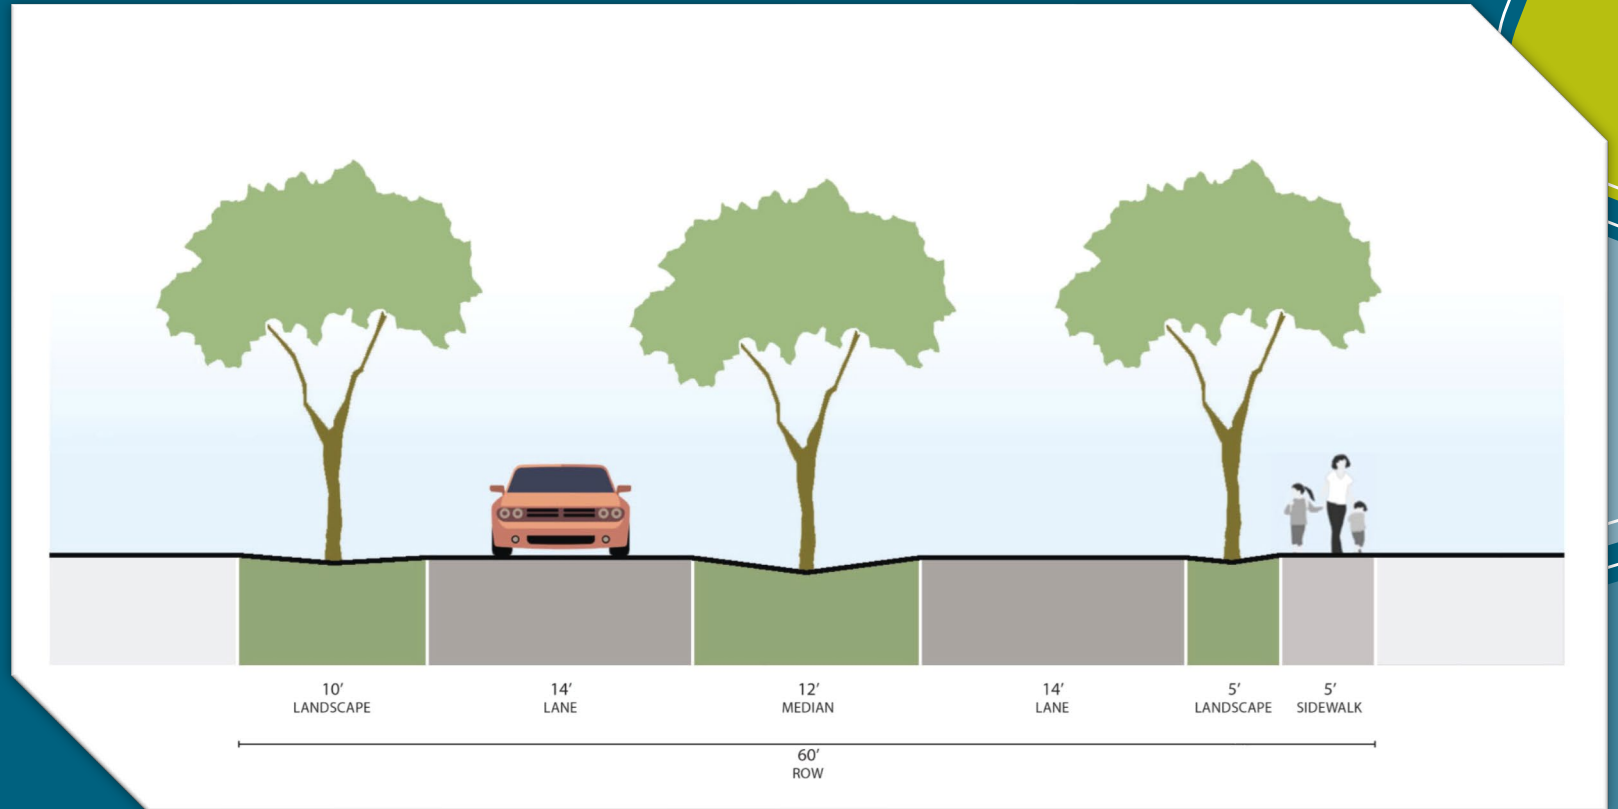 10′
LANDSCAPE
14′
LANE
12′
MEDIAN
14′
LANE
5′
LANDSCAPE
5′
SIDEWALK
60′
ROW